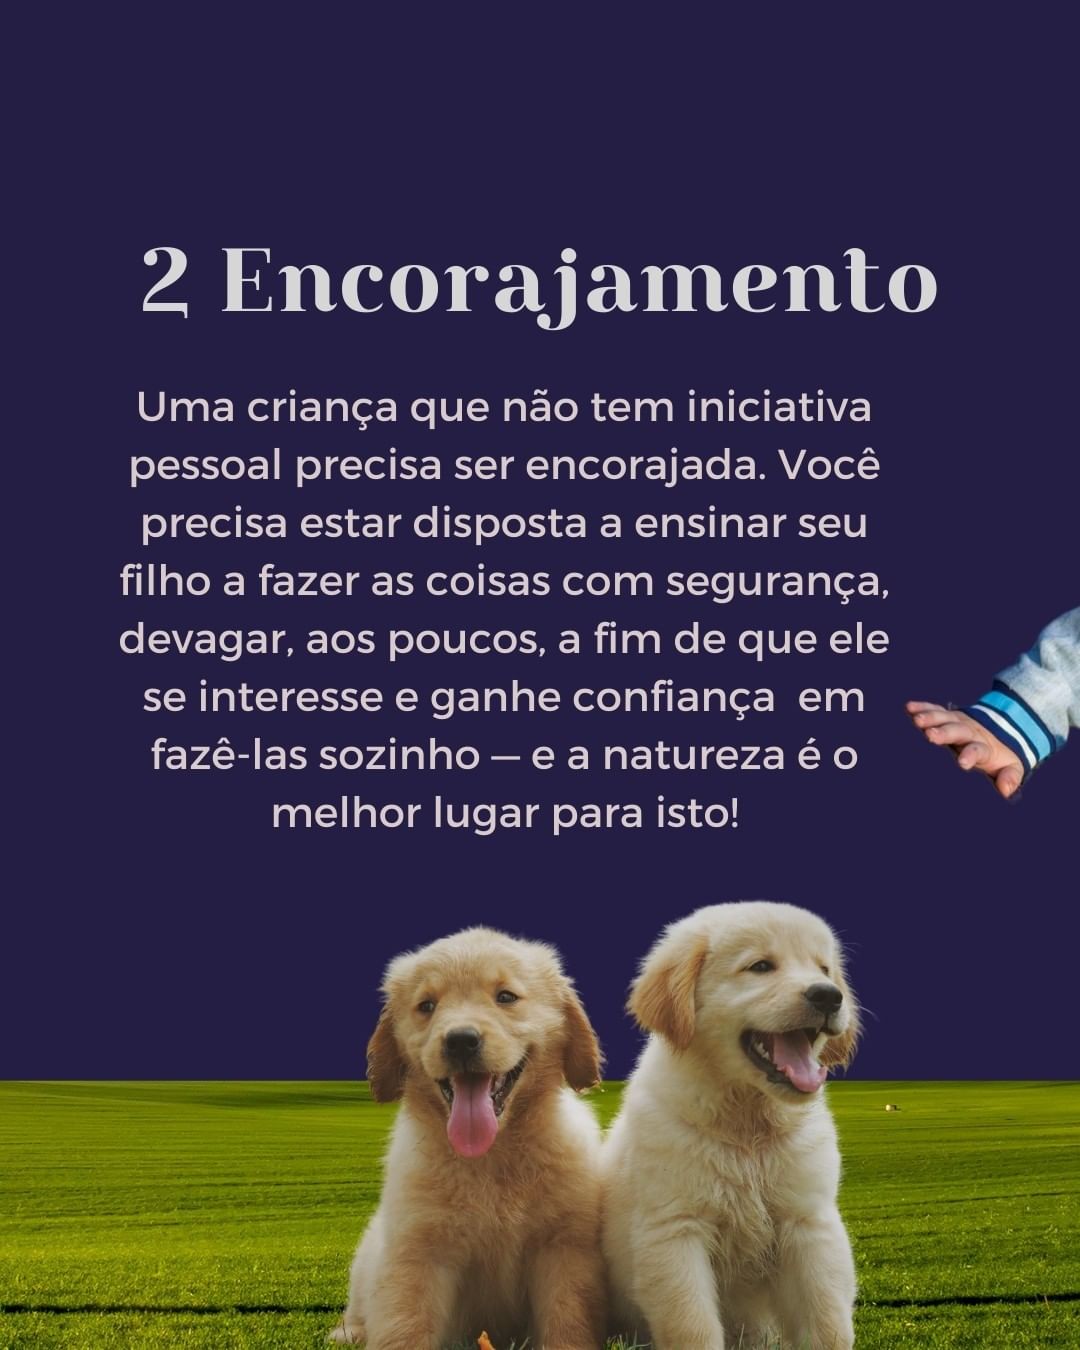 2 Encorajamento
Uma criança que não tem iniciativa
pessoal precisa ser encorajada. Você
precisa estar disposta a ensinar seu
filho a fazer as coisas com segurança,
devagar, aos poucos, a fim de que ele
se interesse e ganhe confiança  em
fazê-las sozinho — e a natureza é o
melhor lugar para isto!